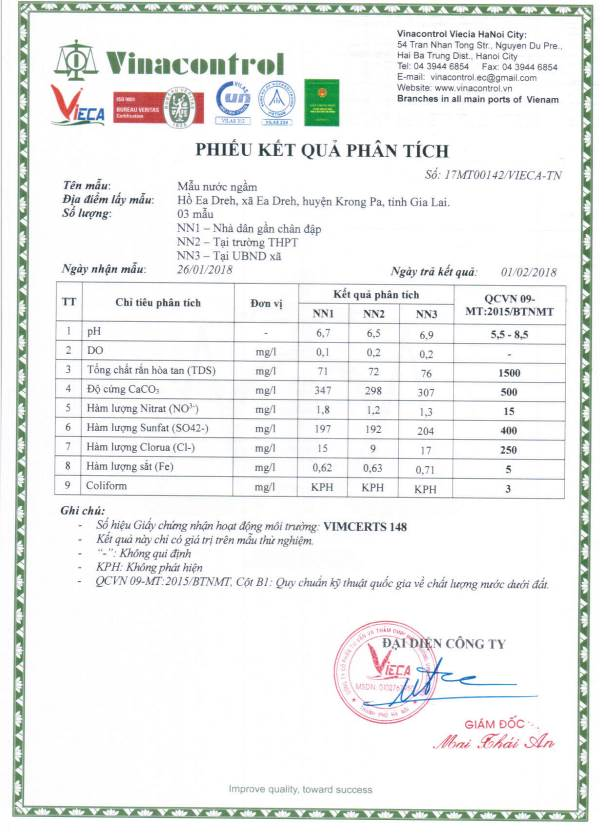 Vinacontrol
Vinacontrol Viecia HaNoi City:
54 Tran Nhan Tong Str., Nguyen Du Pre.,
Hai Ba Trung Dist., Hanoi City
Tel: 04 3944 6854 Fax: 04 3944 6854
E-mail: vinacontrol.ec@gmail.com
Website: www.vinacontrol.vn
Branches in all main ports of Vienam
VIECA
ISO 9001
BUREAU VERITAS
Certification
VILAS
VILAS 204
PHIẾU KẾT QUẢ PHÂN TÍCH
Số: 17MT00142/VIECA-TN
Tên mẫu: Mẫu nước ngầm
Địa điểm lấy mẫu: Hồ Ea Dreh, xã Ea Dreh, huyện Krong Pa, tỉnh Gia Lai.
Số lượng: 03 mẫu
NN1 – Nhà dân gần chân đập
NN2 – Tại trường THPT
NN3 – Tại UBND xã
Ngày nhận mẫu: 26/01/2018 Ngày trả kết quả: 01/02/2018
TT Chỉ tiêu phân tích Đơn vị Kết quả phân tích QCVN 09-MT:2015/BTNMT
NN1 NN2 NN3
1 pH - 6,7 6,5 6,9 5,5 - 8,5
2 DO mg/l 0,1 0,2 0,2 -
3 Tổng chất rắn hòa tan (TDS) mg/l 71 72 76 1500
4 Độ cứng CaCO₃ mg/l 347 298 307 500
5 Hàm lượng Nitrat (NO³⁻) mg/l 1,8 1,2 1,3 15
6 Hàm lượng Sunfat (SO42-) mg/l 197 192 204 400
7 Hàm lượng Clorua (Cl-) mg/l 15 9 17 250
8 Hàm lượng sắt (Fe) mg/l 0,62 0,63 0,71 5
9 Coliform mg/l KPH KPH KPH 3
Ghi chú:
- Số hiệu Giấy chứng nhận hoạt động môi trường: VIMCERTS 148
- Kết quả này chỉ có giá trị trên mẫu thử nghiệm.
- “-”: Không qui định
- KPH: Không phát hiện
- QCVN 09-MT:2015/BTNMT, Cột B1: Quy chuẩn kỹ thuật quốc gia về chất lượng nước dưới đất.
ĐẠI DIỆN CÔNG TY
VIECA
THÀNH PHỐ HÀ NỘI
GIÁM ĐỐC
Mai Thái An
Improve quality, toward success